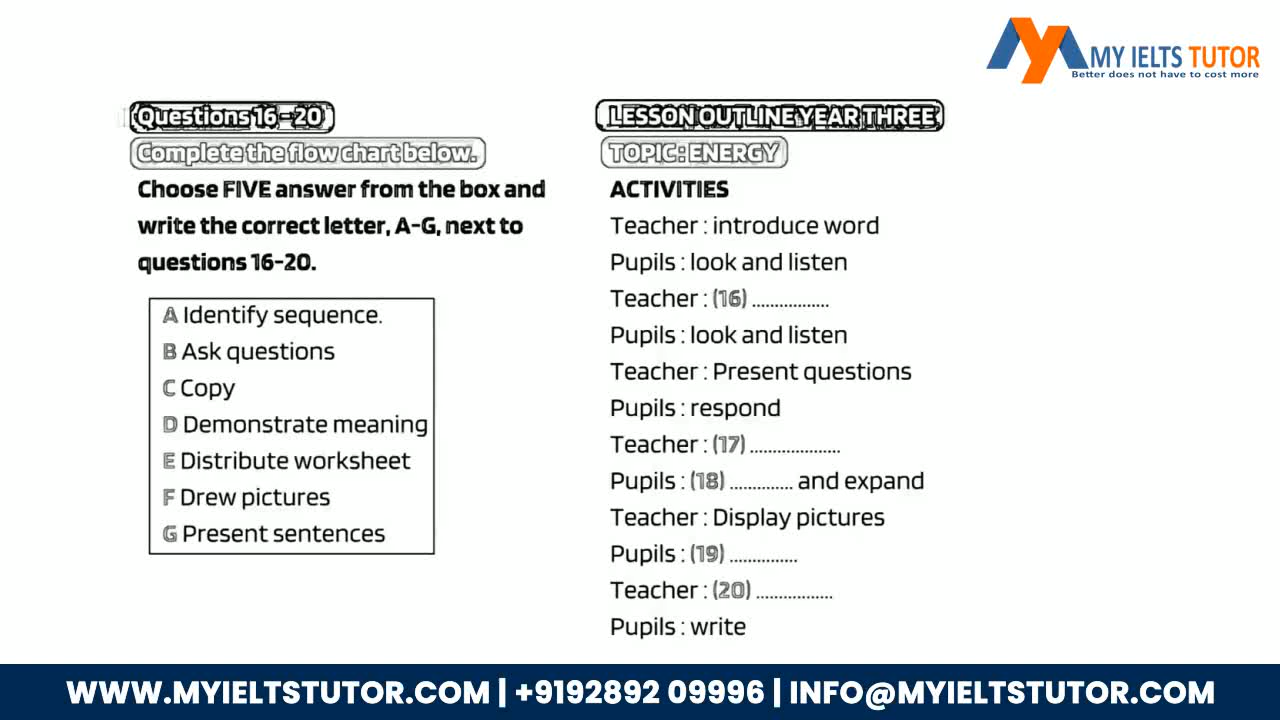 MY IELTS TUTOR
Better does not have to cost more
Questions 16-20
Complete the flow chart below.
Choose FIVE answer from the box and
write the correct letter, A-G, next to
questions 16-20.
A Identify sequence.
B Ask questions
C Copy
D Demonstrate meaning
E Distribute worksheet
F Drew pictures
G Present sentences
LESSON OUTLINE YEAR THREE
TOPIC : ENERGY
ACTIVITIES
Teacher : introduce word
Pupils : look and listen
Teacher : (16) .................
Pupils : look and listen
Teacher : Present questions
Pupils : respond
Teacher : (17) ....................
Pupils : (18) .............. and expand
Teacher : Display pictures
Pupils : (19) ...............
Teacher : (20) .................
Pupils : write
WWW.MYIELTSTUTOR.COM | +919289 09996 | INFO@MYIELTSTUTOR.COM